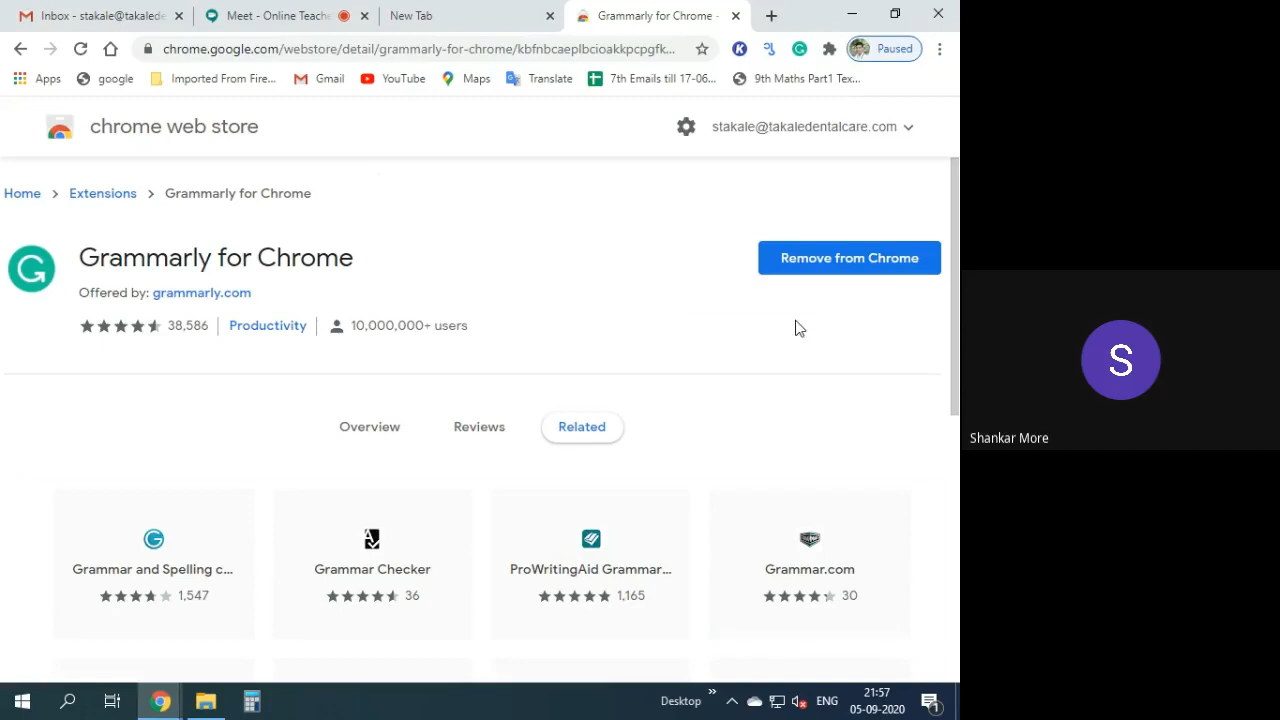 Inbox - stakale@takalede
Meet - Online Teache
New Tab
Grammarly for Chrome -
chrome.google.com/webstore/detail/grammarly-for-chrome/kbfnbcaeplbcioakkpcpgfk...
Paused
Apps
google
Imported From Fire...
Gmail
YouTube
Maps
Translate
7th Emails till 17-06...
9th Maths Part1 Tex...
chrome web store
stakale@takaledentalcare.com
Home > Extensions > Grammarly for Chrome
Grammarly for Chrome
Remove from Chrome
Offered by: grammarly.com
38,586
Productivity
10,000,000+ users
Overview
Reviews
Related
Grammar and Spelling c...
1,547
Grammar Checker
36
ProWritingAid Grammar...
1,165
Grammar.com
30
S
Shankar More
Desktop
ENG
21:57
05-09-2020
1